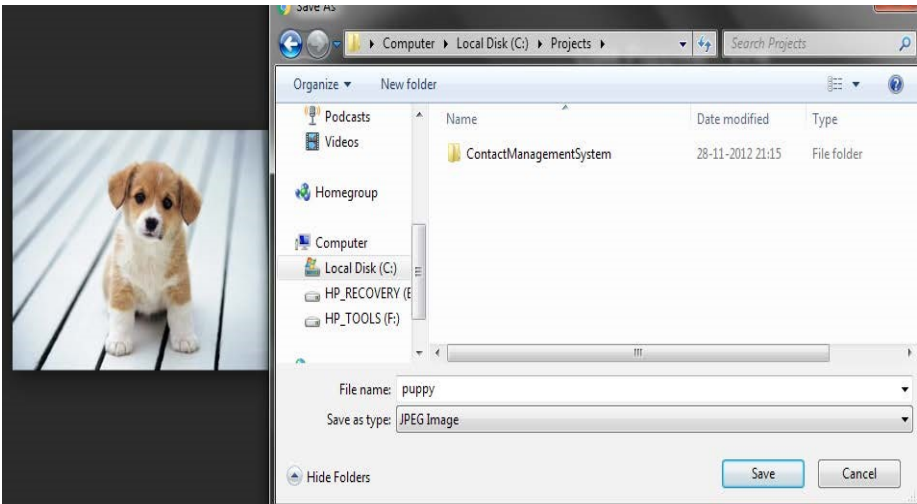 Save As
Computer Local Disk (C:) Projects
Search Projects
Organize New folder
Name Date modified Type
Podcasts
Videos
ContactManagementSystem 28-11-2012 21:15 File folder
Homegroup
Computer
Local Disk (C:)
HP_RECOVERY (E
HP_TOOLS (F:)
File name: puppy
Save as type: JPEG Image
Hide Folders Save Cancel